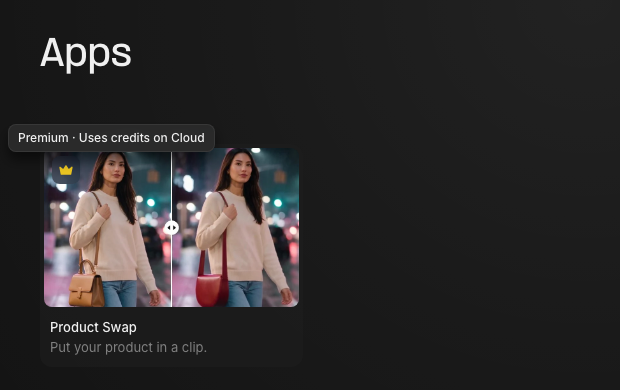 Apps
Premium · Uses credits on Cloud
Product Swap
Put your product in a clip.